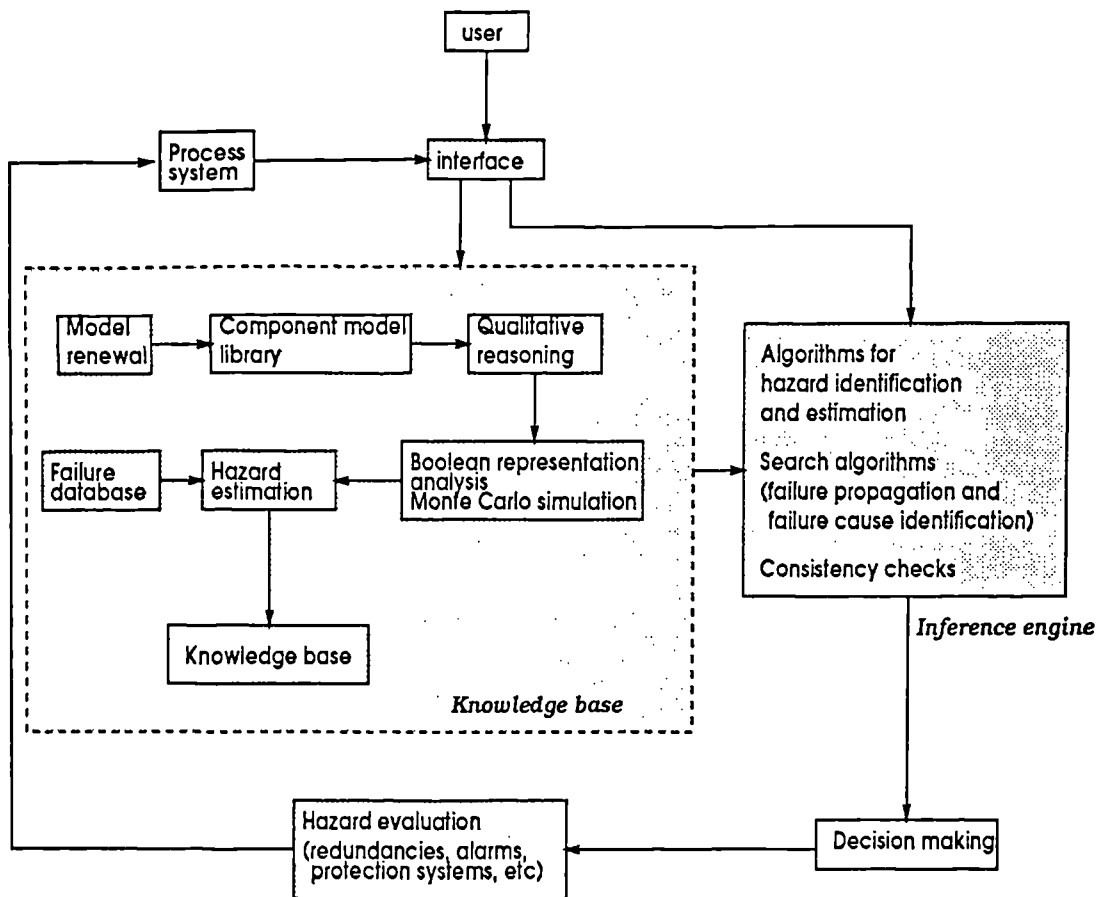 user
Process
system
interface
Model
renewal
Component model
library
Qualitative
reasoning
Failure
database
Hazard
estimation
Boolean representation
analysis
Monte Carlo simulation
Knowledge base
Knowledge base
Algorithms for
hazard identification
and estimation
Search algorithms
(failure propagation and
failure cause identification)
Consistency checks
Inference engine
Hazard evaluation
(redundancies, alarms,
protection systems, etc)
Decision making